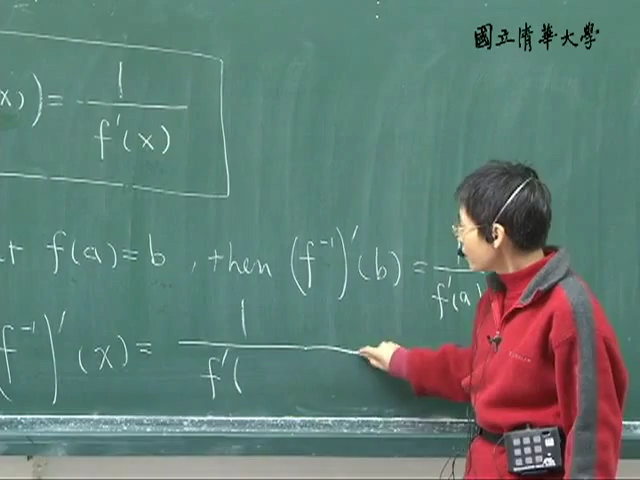 國立清華大學
x)) = 1/f'(x)
f(a)=b, then (f⁻¹)'(b) = 1/f'(a)
f⁻¹)'(x) = 1/f'(